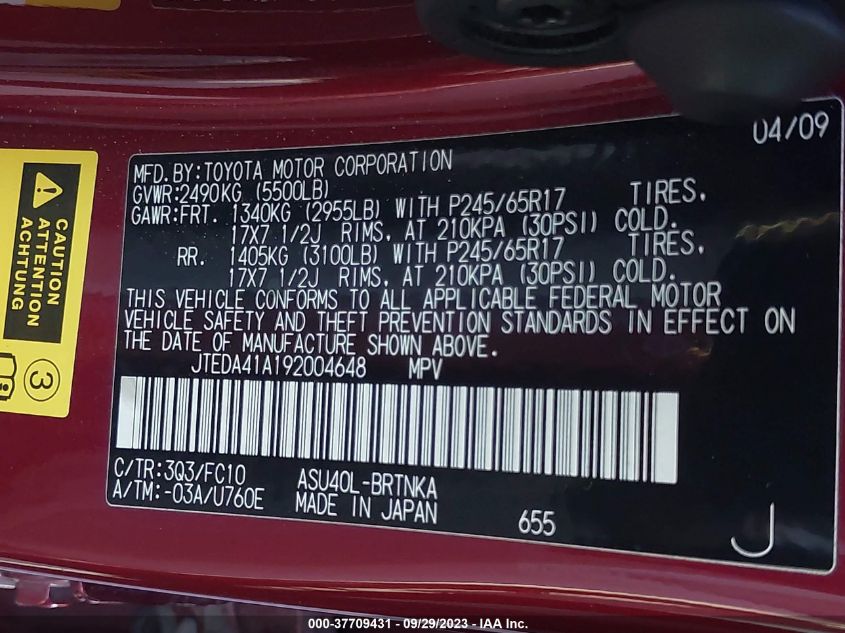 04/09
MFD.BY:TOYOTA MOTOR CORPORATION
GVWR:2490KG (5500LB)
GAWR:FRT. 1340KG (2955LB) WITH P245/65R17 TIRES,
17X7 1/2J RIMS, AT 210KPA (30PSI) COLD.
RR. 1405KG (3100LB) WITH P245/65R17 TIRES,
17X7 1/2J RIMS, AT 210KPA (30PSI) COLD.
THIS VEHICLE CONFORMS TO ALL APPLICABLE FEDERAL MOTOR
VEHICLE SAFETY AND THEFT PREVENTION STANDARDS IN EFFECT ON
THE DATE OF MANUFACTURE SHOWN ABOVE.
JTEDA41A192004648 MPV
C/TR:3Q3/FC10 ASU40L-BRTNKA
A/TM:-03A/U760E MADE IN JAPAN
655
J
CAUTION
ATTENTION
ACHTUNG
3
000-37709431 - 09/29/2023 - IAA Inc.